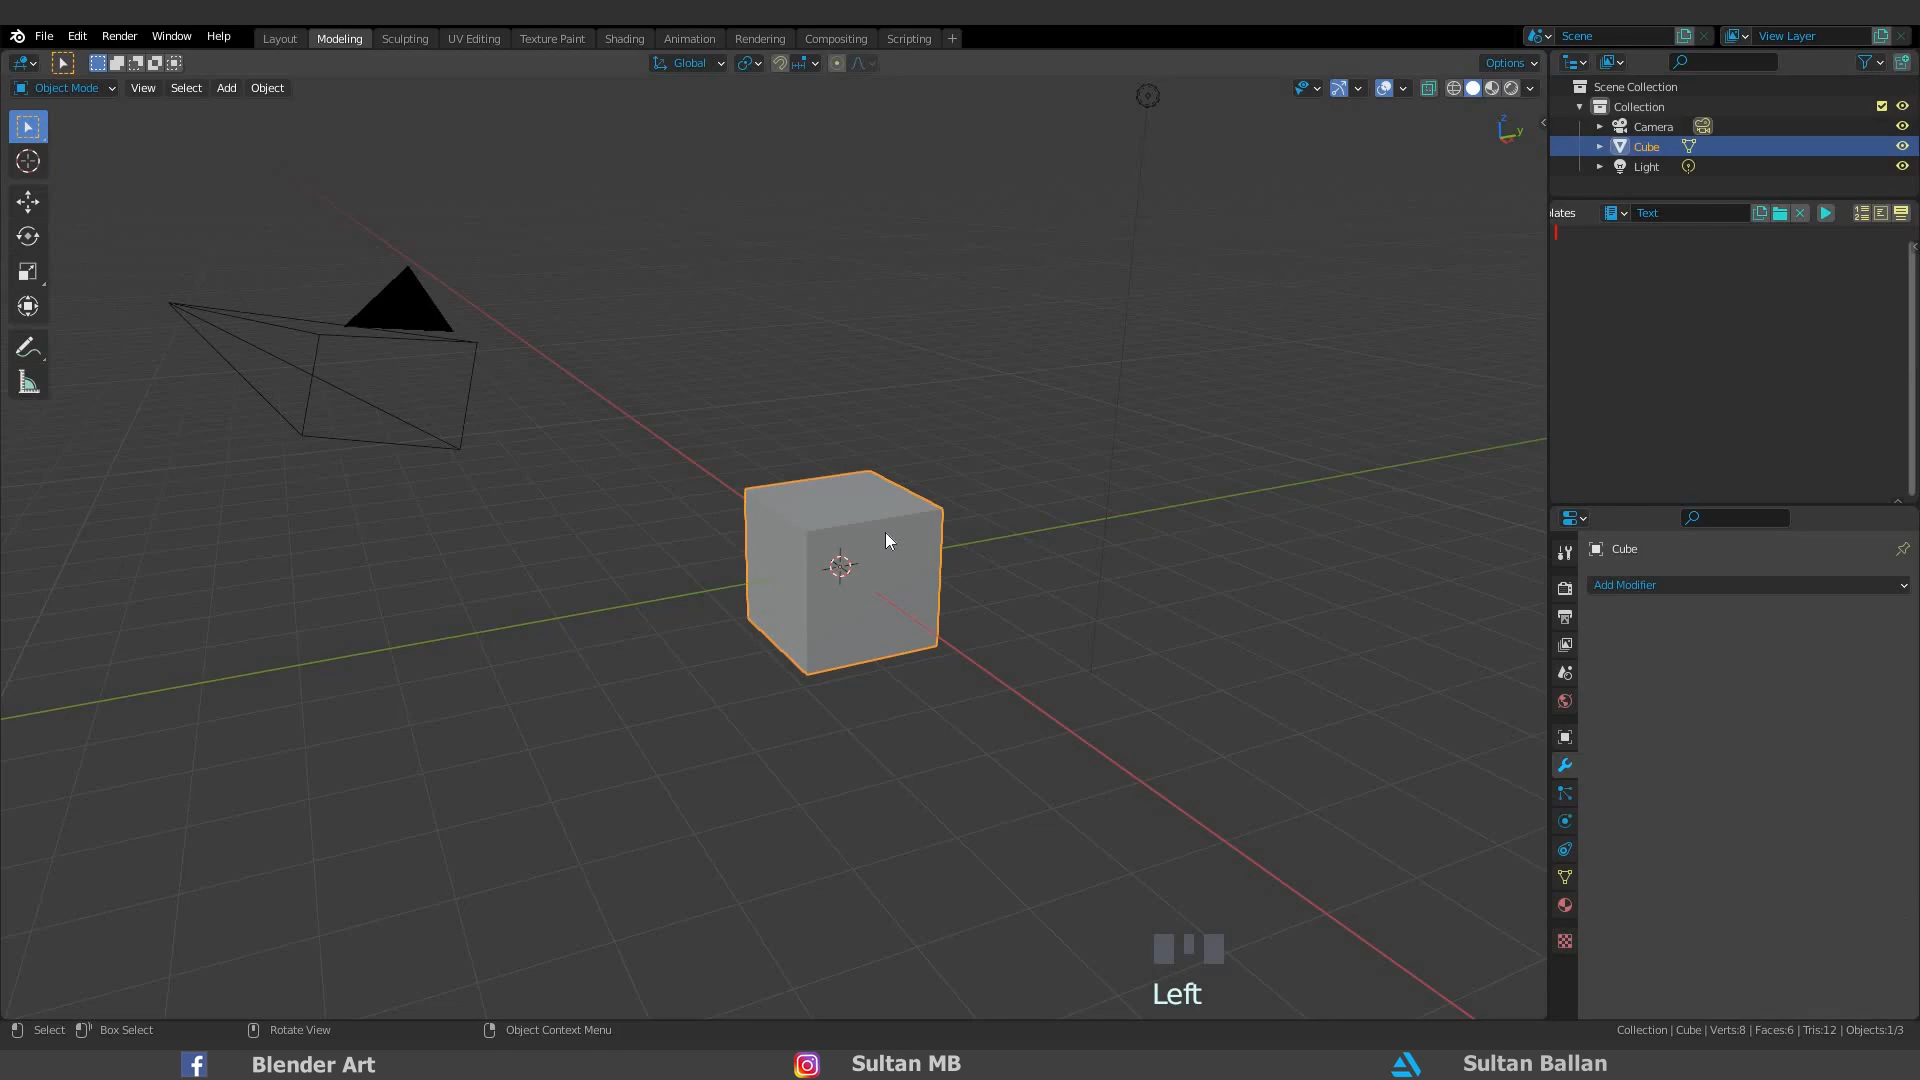 File Edit Render Window Help Layout Modeling Sculpting UV Editing Texture Paint Shading Animation Rendering Compositing Scripting + Scene View Layer
Global Options
Object Mode View Select Add Object
Z
Y
Scene Collection
Collection
Camera
Cube
Light
lates Text
Cube
Add Modifier
Left
Select Box Select Rotate View Object Context Menu Collection | Cube | Verts:8 | Faces:6 | Tris:12 | Objects:1/3
Blender Art Sultan MB Sultan Ballan